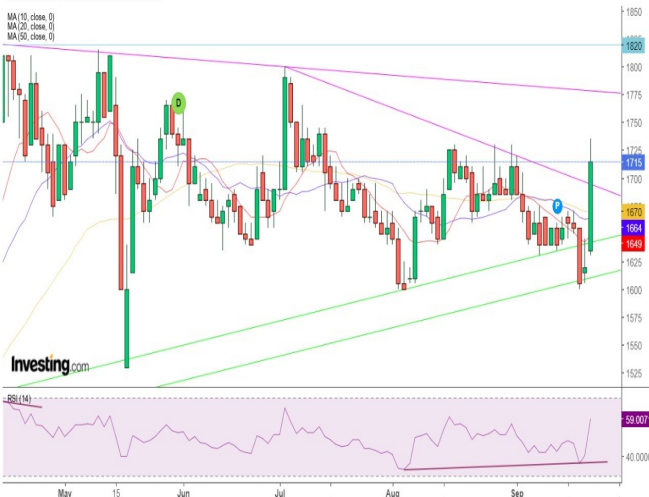 MA (10, close, 0)
MA (20, close, 0)
MA (50, close, 0)
1850
1820
1800
1775
D
1750
1725
1715
1700
P
1670
1664
1649
1625
1600
1575
1550
1525
Investing.com
RSI (14)
59.0071
40.0000
May 15 Jun Jul Aug Sep